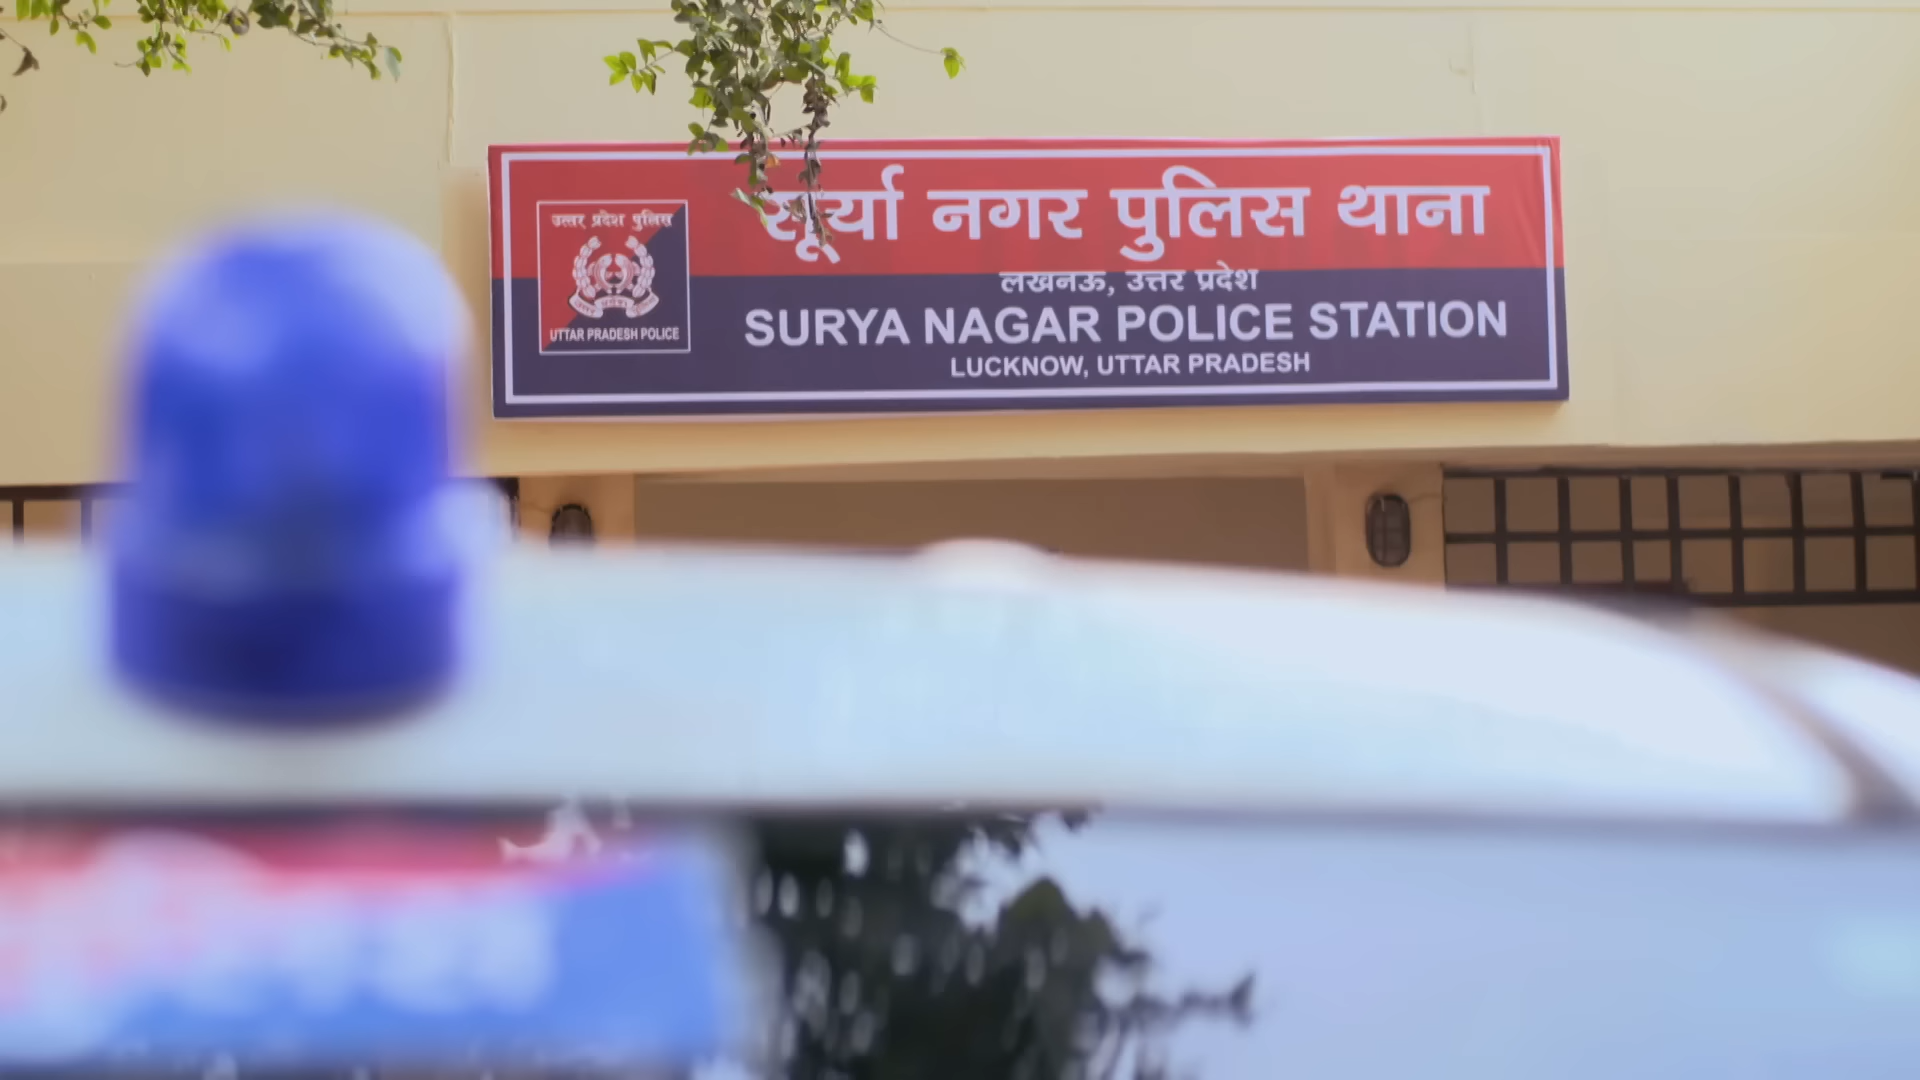 सूर्या नगर पुलिस थाना
लखनऊ, उत्तर प्रदेश
SURYA NAGAR POLICE STATION
LUCKNOW, UTTAR PRADESH
उत्तर प्रदेश पुलिस
UTTAR PRADESH POLICE